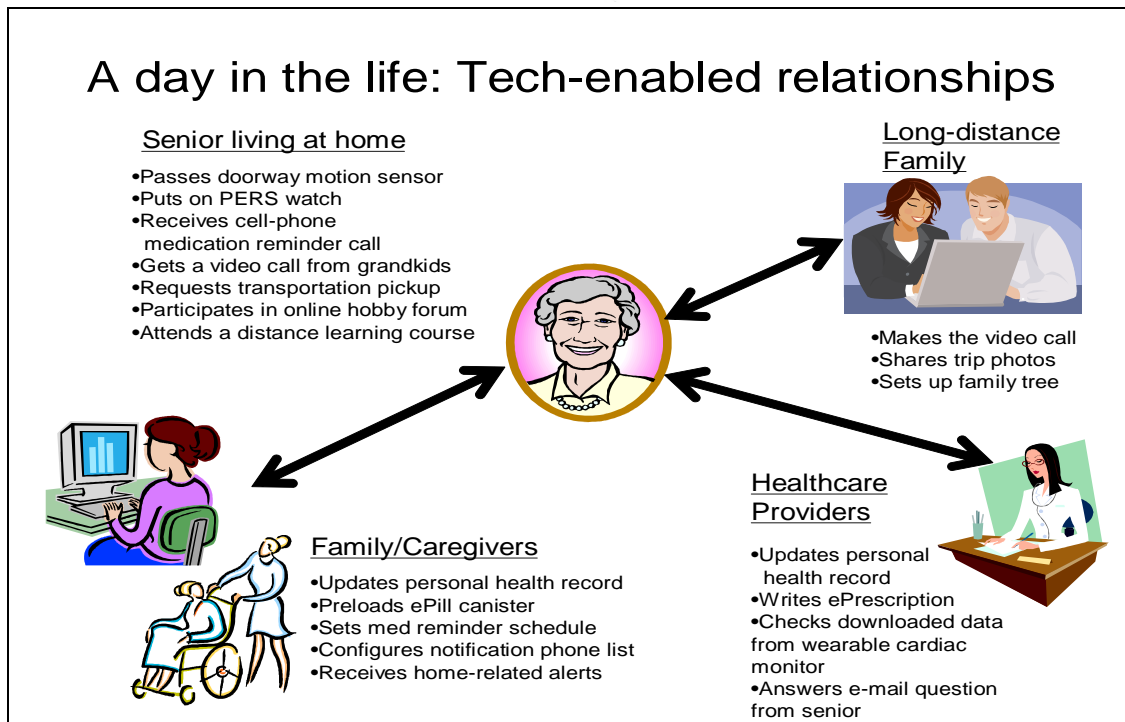 A day in the life: Tech-enabled relationships
Senior living at home
•Passes doorway motion sensor
•Puts on PERS watch
•Receives cell-phone
medication reminder call
•Gets a video call from grandkids
•Requests transportation pickup
•Participates in online hobby forum
•Attends a distance learning course
Long-distance
Family
•Makes the video call
•Shares trip photos
•Sets up family tree
Family/Caregivers
•Updates personal health record
•Preloads ePill canister
•Sets med reminder schedule
•Configures notification phone list
•Receives home-related alerts
Healthcare
Providers
•Updates personal
health record
•Writes ePrescription
•Checks downloaded data
from wearable cardiac
monitor
•Answers e-mail question
from senior